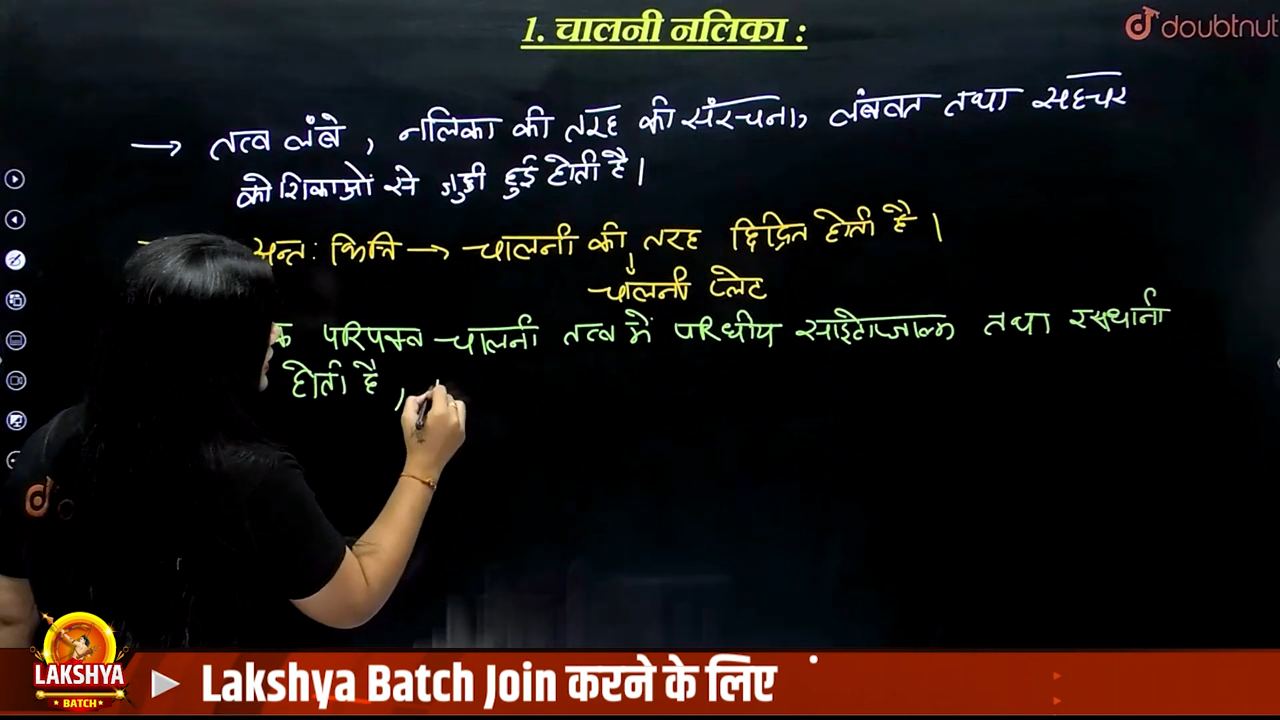 1. चालनी नलिका :
doubtnut
→ तत्व लंबे , नलिका की तरह की संरचना, लंबवत तथा सहचर
कोशिकाओं से जुडी हुई होती है।
अन्त: भित्ति → चालनी की तरह छिद्रित होती है ।
चालनी प्लेट
परिपक्व चालनी तत्व में परिधीय साइटोप्लाज्म तथा
होती है ,
LAKSHYA
BATCH
Lakshya Batch Join करने के लिए